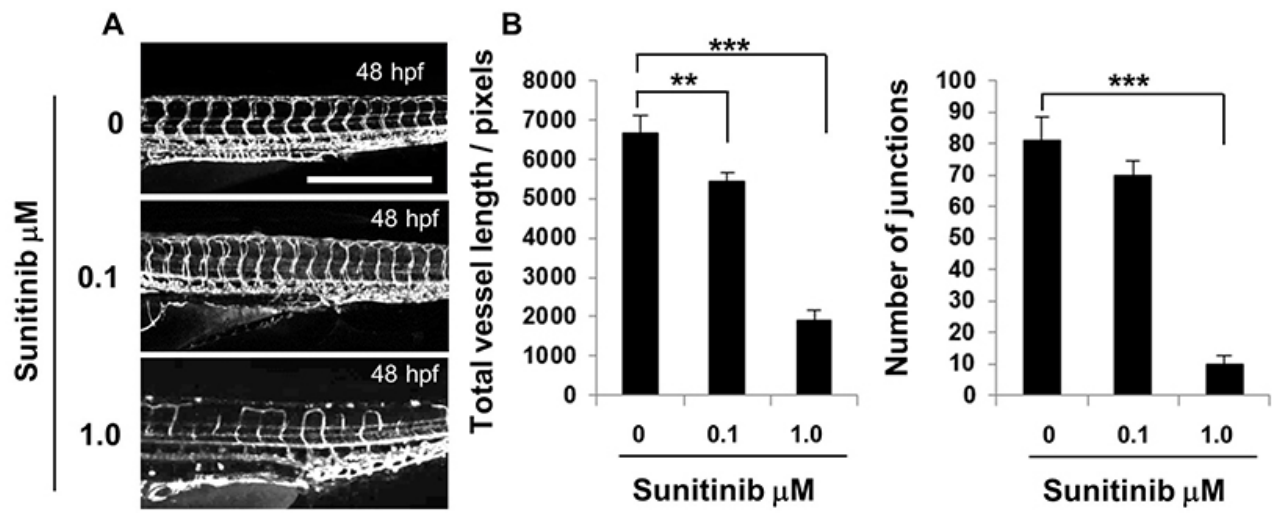 A
Sunitinib μM
0
48 hpf
0.1
48 hpf
1.0
48 hpf
B
Total vessel length / pixels
8000
7000
6000
5000
4000
3000
2000
1000
0
***
**
0 0.1 1.0
Sunitinib μM
Number of junctions
100
90
80
70
60
50
40
30
20
10
0
***
0 0.1 1.0
Sunitinib μM